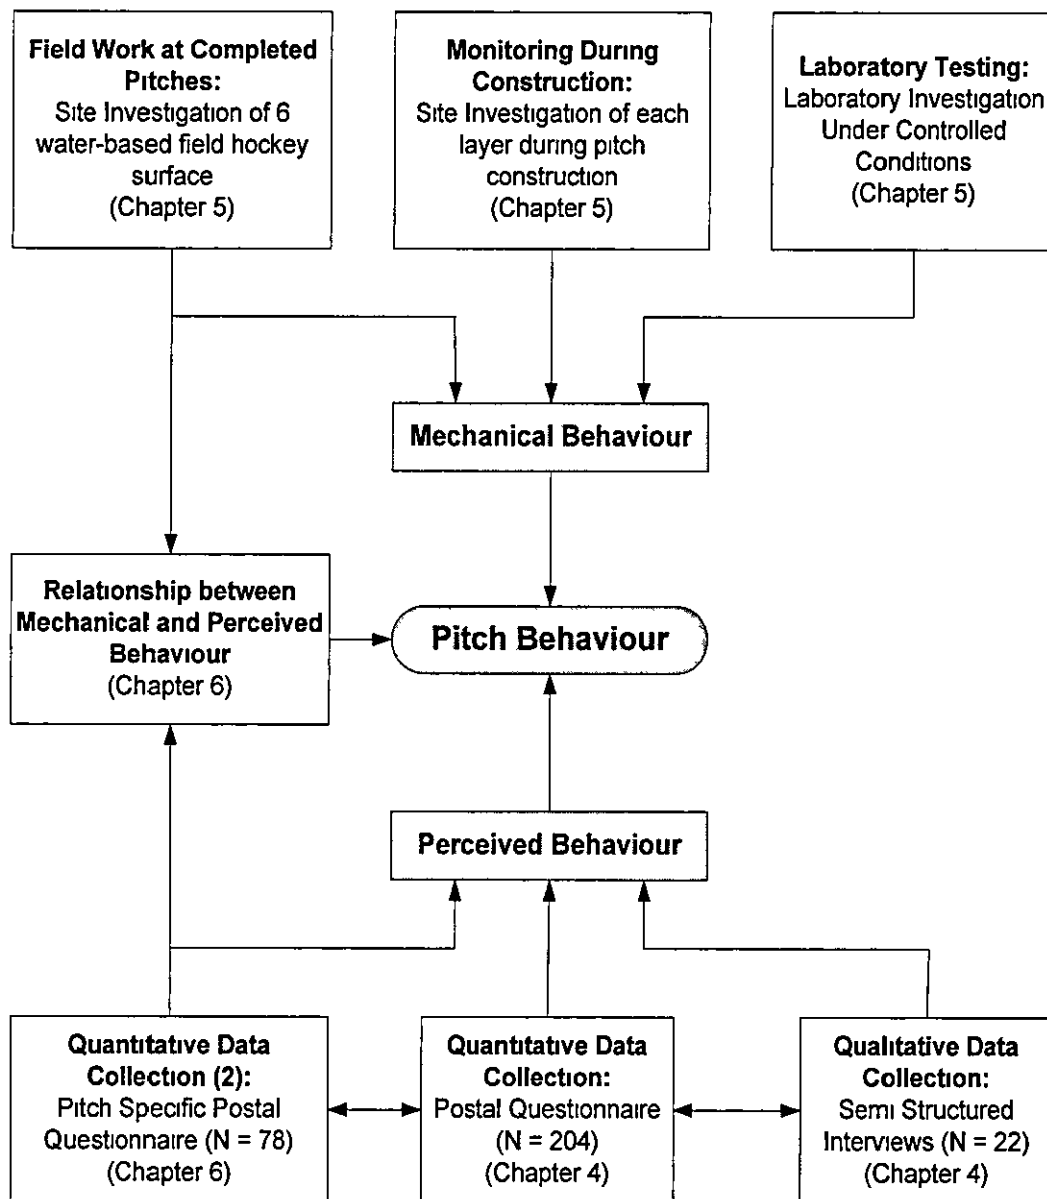 Field Work at Completed
Pitches:
Site Investigation of 6
water-based field hockey
surface
(Chapter 5)
Monitoring During
Construction:
Site Investigation of each
layer during pitch
construction
(Chapter 5)
Laboratory Testing:
Laboratory Investigation
Under Controlled
Conditions
(Chapter 5)
Mechanical Behaviour
Relationship between
Mechanical and Perceived
Behaviour
(Chapter 6)
Pitch Behaviour
Perceived Behaviour
Quantitative Data
Collection (2):
Pitch Specific Postal
Questionnaire (N = 78)
(Chapter 6)
Quantitative Data
Collection:
Postal Questionnaire
(N = 204)
(Chapter 4)
Qualitative Data
Collection:
Semi Structured
Interviews (N = 22)
(Chapter 4)